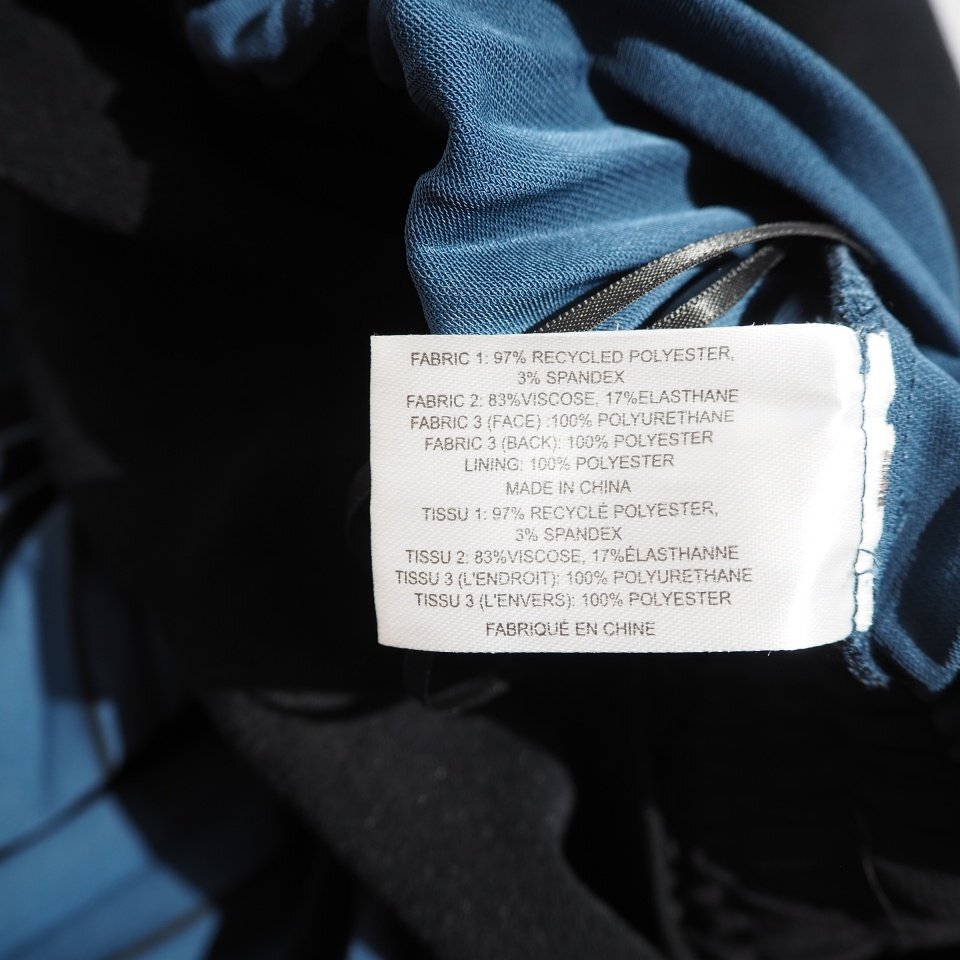 FABRIC 1: 97% RECYCLED POLYESTER,
3% SPANDEX
FABRIC 2: 83%VISCOSE, 17%ELASTHANE
FABRIC 3 (FACE) :100% POLYURETHANE
FABRIC 3 (BACK): 100% POLYESTER
LINING: 100% POLYESTER
MADE IN CHINA
TISSU 1: 97% RECYCLÉ POLYESTER,
3% SPANDEX
TISSU 2: 83%VISCOSE, 17%ÉLASTHANNE
TISSU 3 (L'ENDROIT): 100% POLYURETHANE
TISSU 3 (L'ENVERS): 100% POLYESTER
FABRIQUÉ EN CHINE